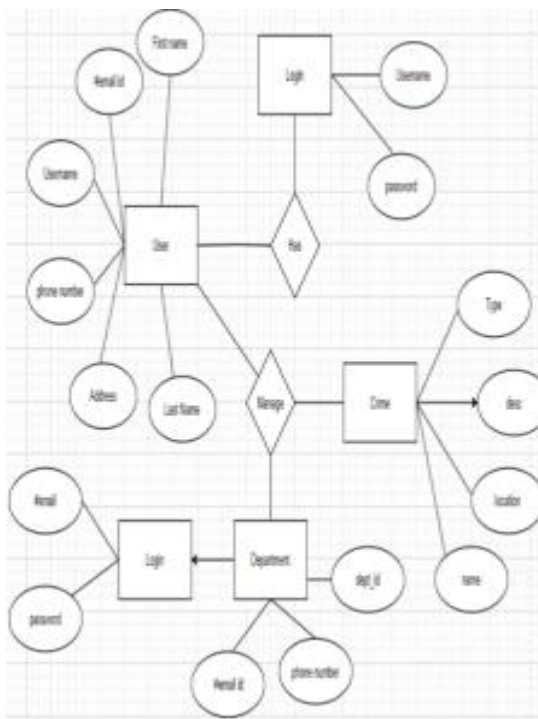 First name
#email id
Login
Username
Username
password
User
Has
phone number
Type
Address
Last Name
Manage
Crime
desc
location
#email
Login
Department
dept_id
name
password
#email id
phone number